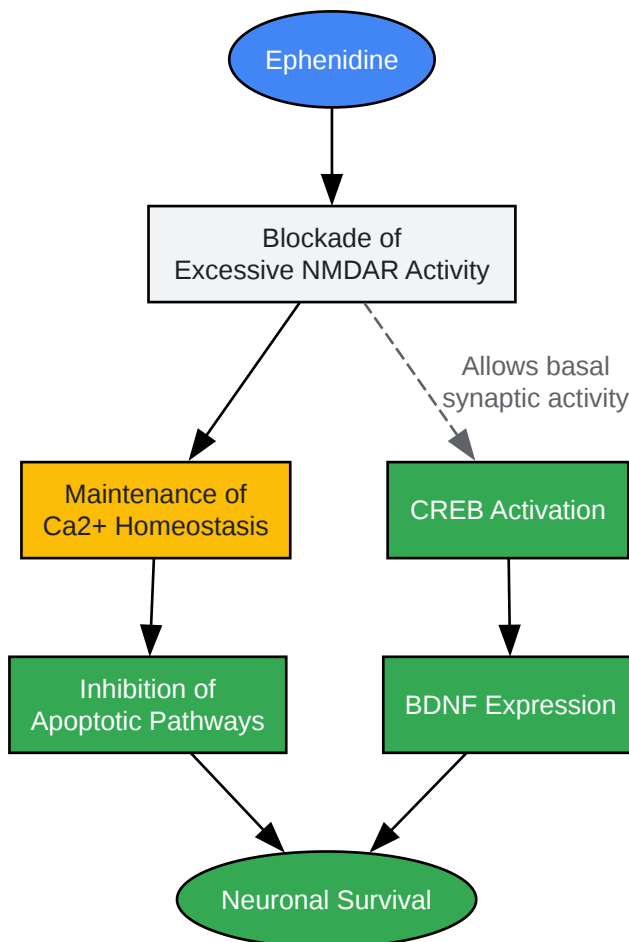 Ephenidine
Blockade of
Excessive NMDAR Activity
Allows basal
synaptic activity
Maintenance of
Ca2+ Homeostasis
CREB Activation
Inhibition of
Apoptotic Pathways
BDNF Expression
Neuronal Survival